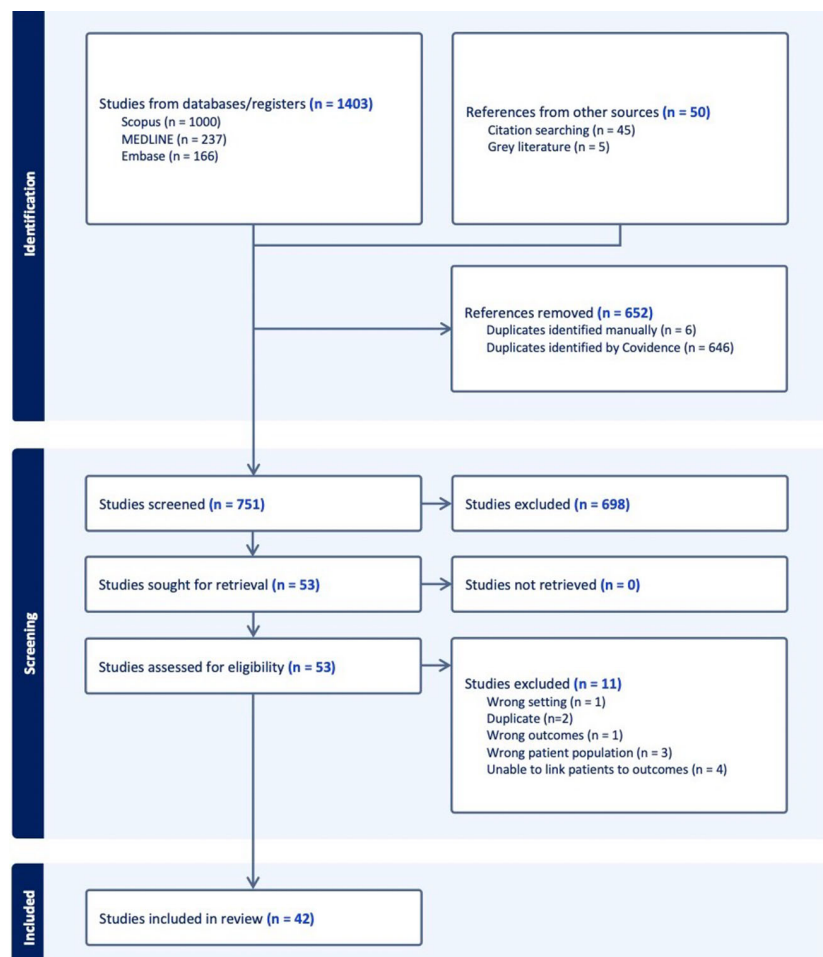 Identification
Studies from databases/registers (n = 1403)
Scopus (n = 1000)
MEDLINE (n = 237)
Embase (n = 166)
References from other sources (n = 50)
Citation searching (n = 45)
Grey literature (n = 5)
References removed (n = 652)
Duplicates identified manually (n = 6)
Duplicates identified by Covidence (n = 646)
Screening
Studies screened (n = 751)
Studies excluded (n = 698)
Studies sought for retrieval (n = 53)
Studies not retrieved (n = 0)
Studies assessed for eligibility (n = 53)
Studies excluded (n = 11)
Wrong setting (n = 1)
Duplicate (n=2)
Wrong outcomes (n = 1)
Wrong patient population (n = 3)
Unable to link patients to outcomes (n = 4)
Included
Studies included in review (n = 42)